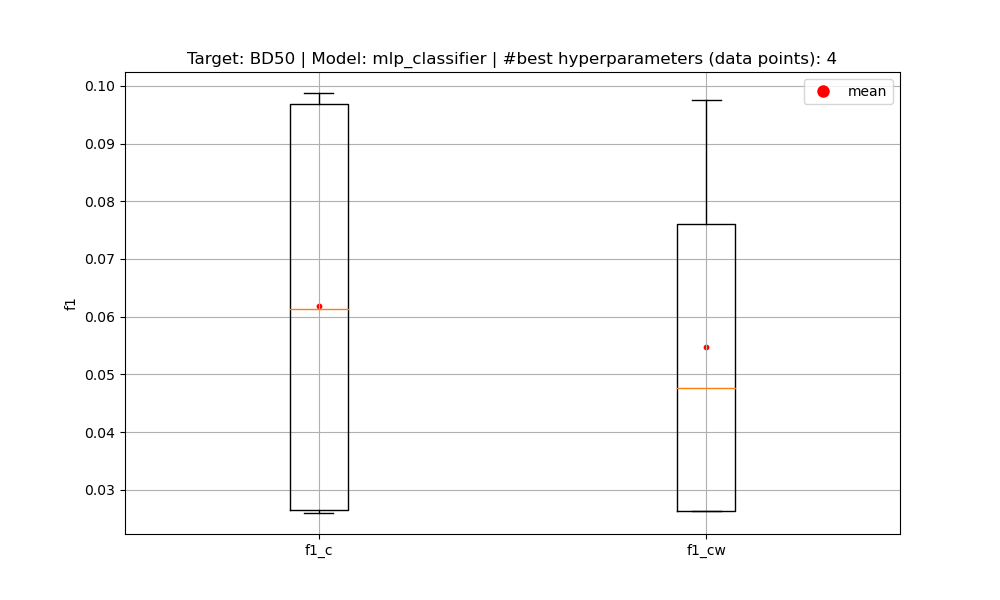 Target: BD50 | Model: mlp_classifier | #best hyperparameters (data points): 4
mean
0.10
0.09
0.08
0.07
0.06
0.05
0.04
0.03
f1
f1_c
f1_cw